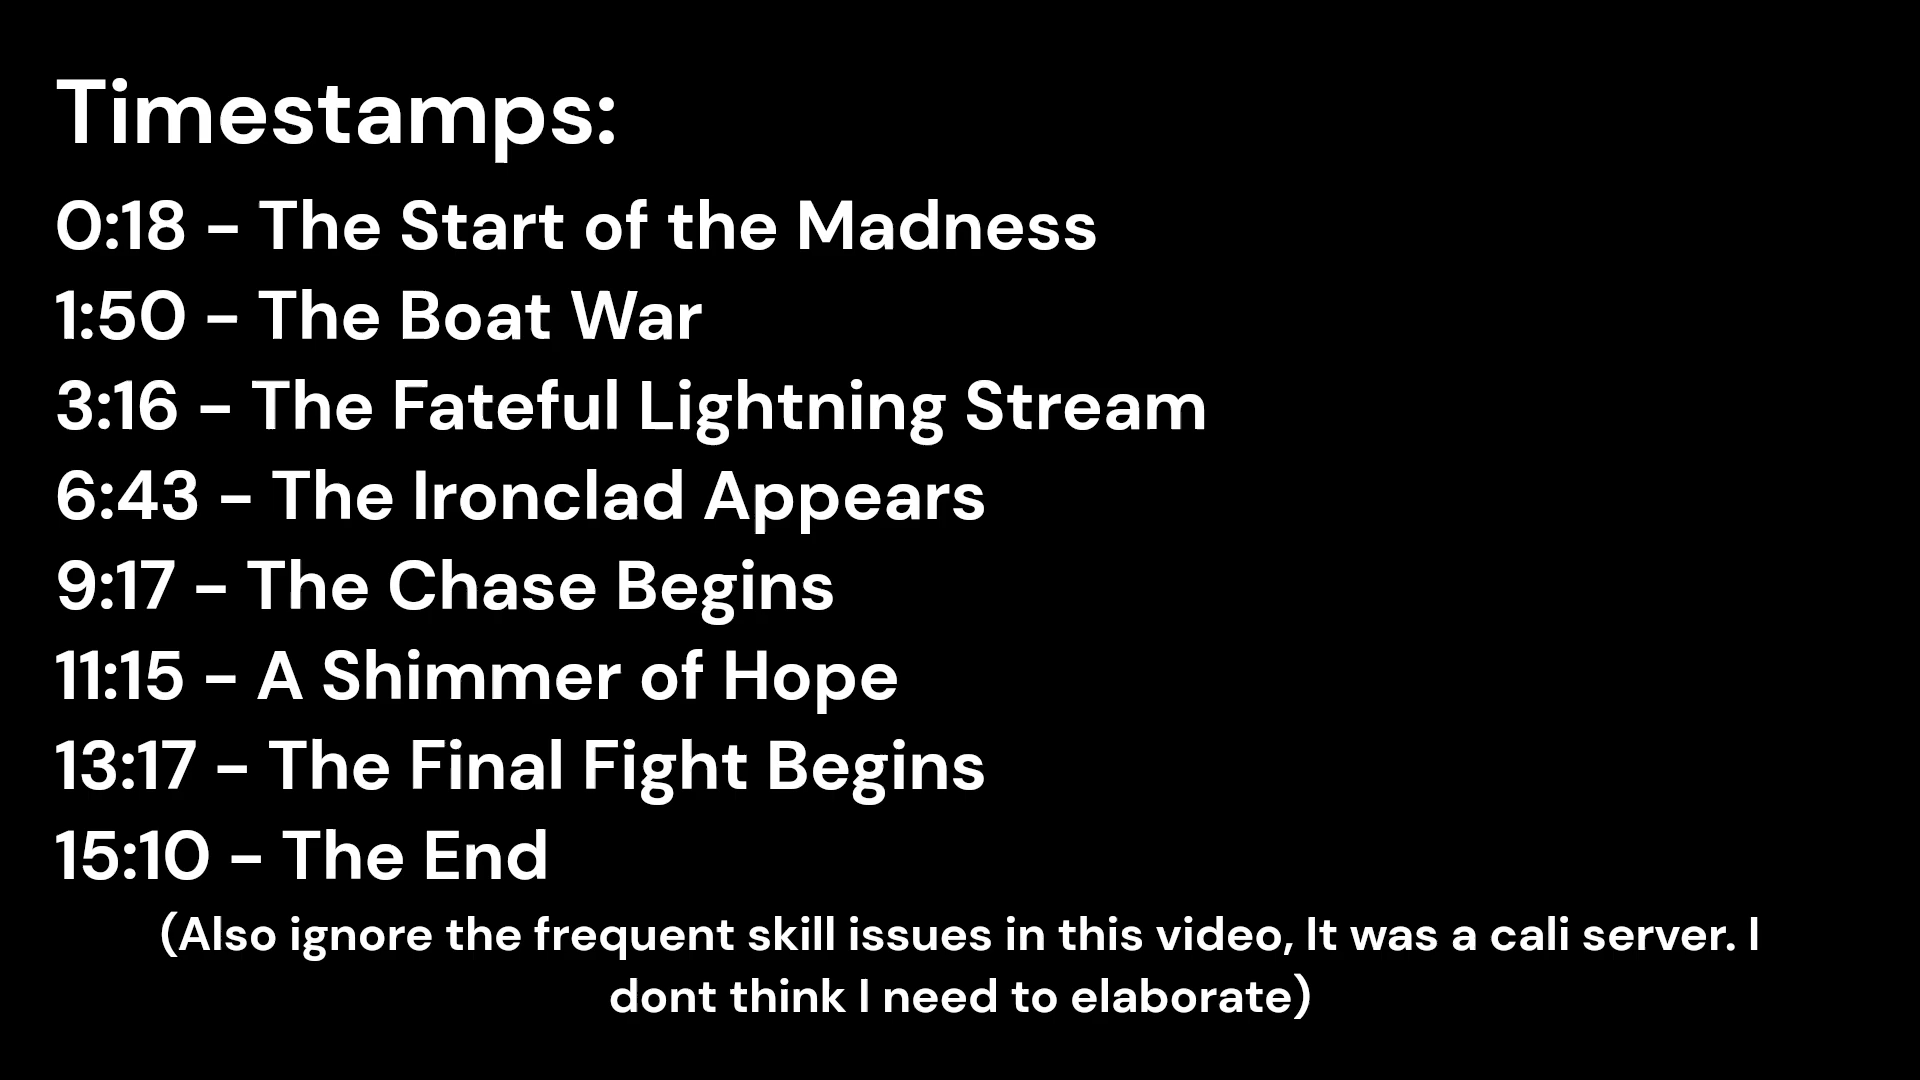 Timestamps:
0:18 - The Start of the Madness
1:50 - The Boat War
3:16 - The Fateful Lightning Stream
6:43 - The Ironclad Appears
9:17 - The Chase Begins
11:15 - A Shimmer of Hope
13:17 - The Final Fight Begins
15:10 - The End
(Also ignore the frequent skill issues in this video, It was a cali server. I
dont think I need to elaborate)